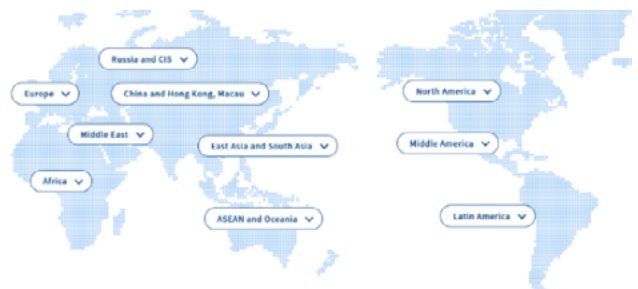 Russia and CIS
Europe
China and Hong Kong, Macau
North America
Middle East
East Asia and South Asia
Middle America
Africa
ASEAN and Oceania
Latin America